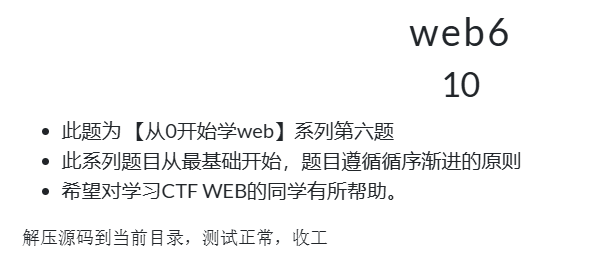 web6
10
此题为 【从0开始学web】系列第六题
此系列题目从最基础开始，题目遵循循序渐进的原则
希望对学习CTF WEB的同学有所帮助。
解压源码到当前目录，测试正常，收工